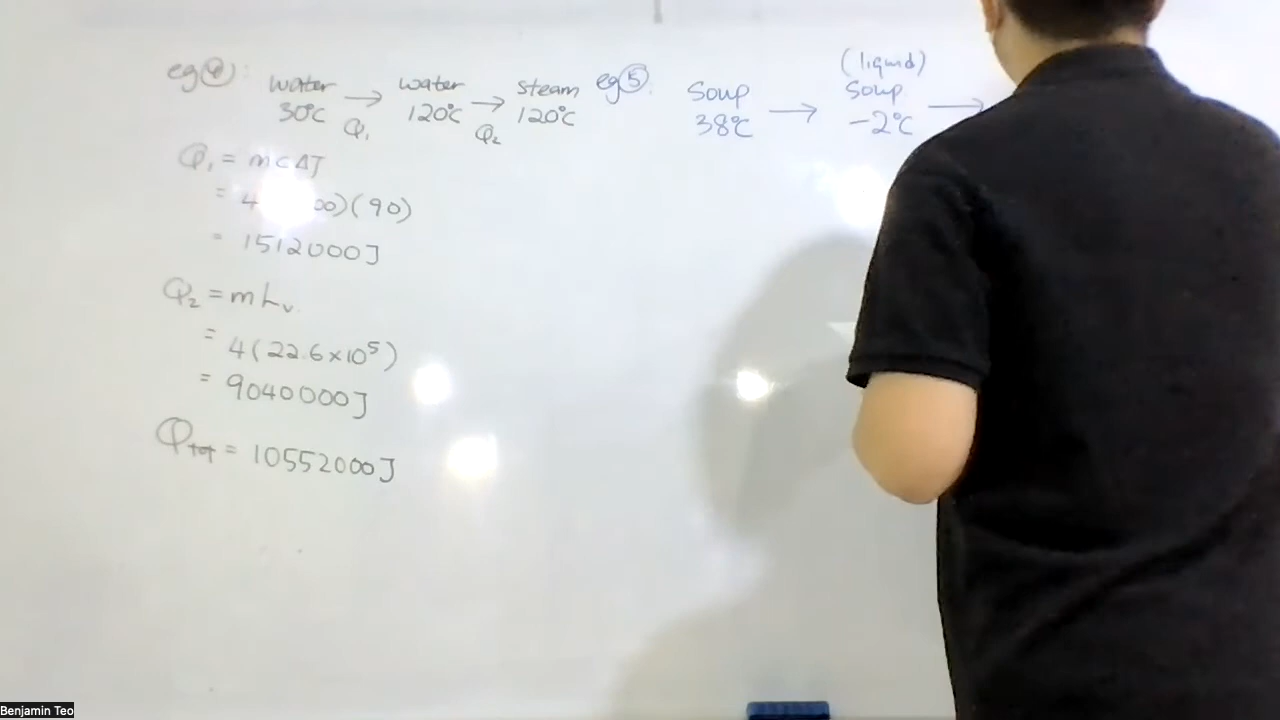 eg④: water → water → steam
30°C Q₁ 120°C Q₂ 120°C
Q₁ = mcΔT
= 4 00)(90)
= 1512000J
Q₂ = mLᵥ
= 4(22.6×10⁵)
= 9040000J
Qtot = 10552000J
eg⑤: Soup → (liquid) Soup →
38°C -2°C
Benjamin Teo